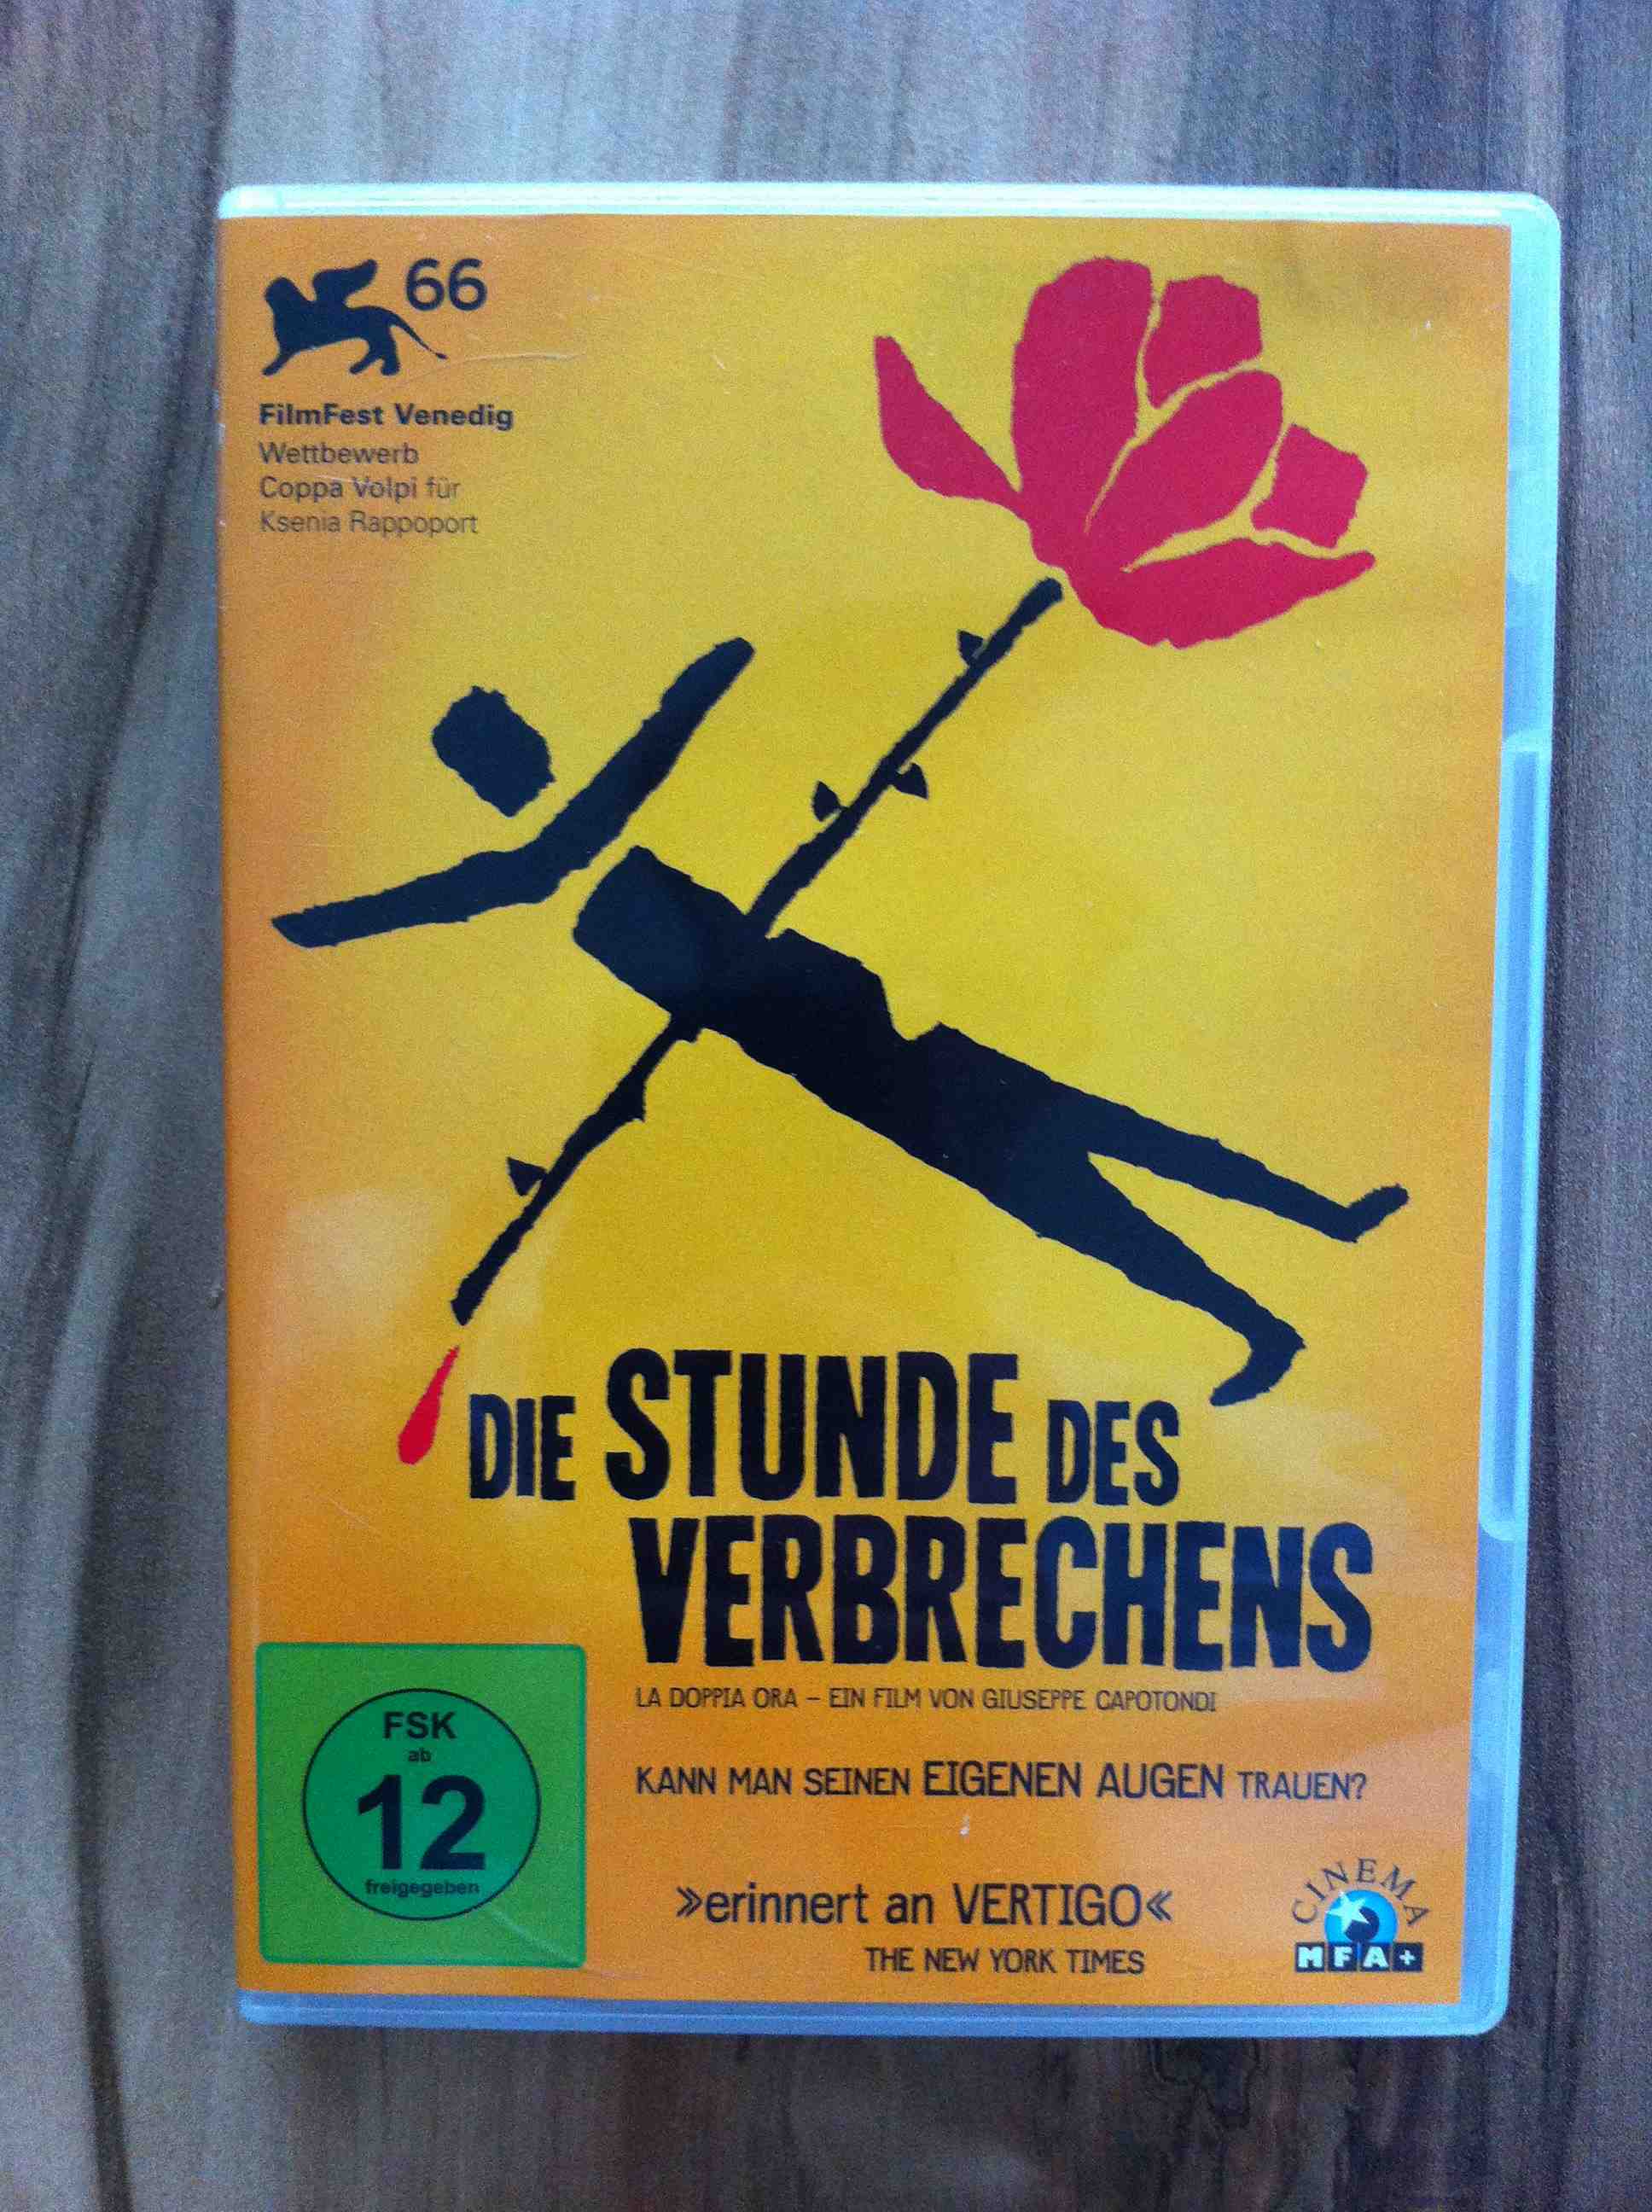 66
FilmFest Venedig
Wettbewerb
Coppa Volpi für
Ksenia Rappoport
DIE STUNDE DES
VERBRECHENS
LA DOPPIA ORA – EIN FILM VON GIUSEPPE CAPOTONDI
KANN MAN SEINEN EIGENEN AUGEN TRAUEN?
»erinnert an VERTIGO«
THE NEW YORK TIMES
FSK
ab
12
freigegeben
CINEMA
MFA+